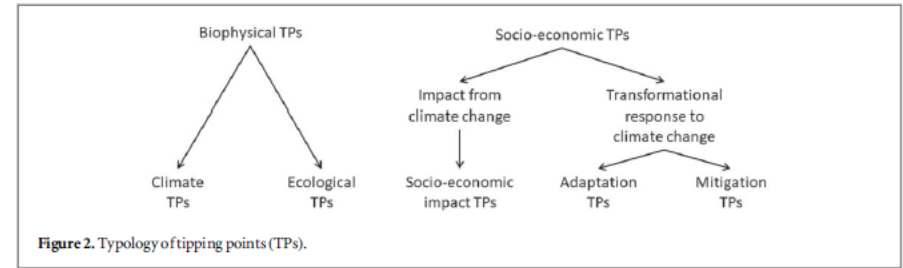 Biophysical TPs
Socio-economic TPs
Impact from
climate change
Transformational
response to
climate change
Climate
TPs
Ecological
TPs
Socio-economic
impact TPs
Adaptation
TPs
Mitigation
TPs
Figure 2. Typology of tipping points (TPs).